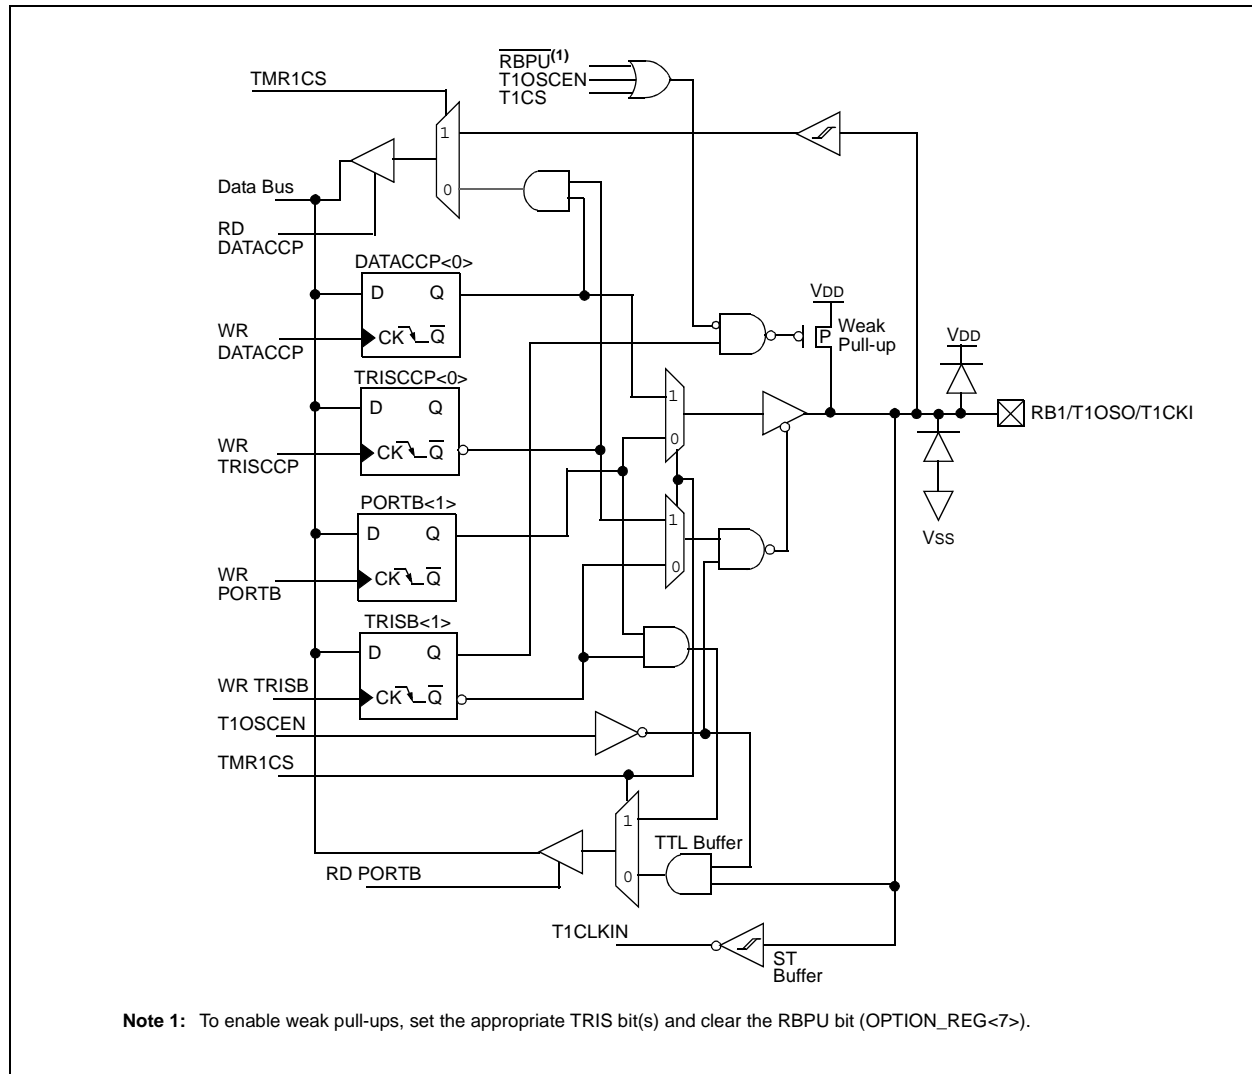 RBPU(1)
T1OSCEN
T1CS
TMR1CS
1
0
Data Bus
RD
DATACCP
DATACCP<0>
D Q
CK Q
WR
DATACCP
VDD
P
Weak
Pull-up
VDD
TRISCCP<0>
D Q
CK Q
WR
TRISCCP
1
0
RB1/T1OSO/T1CKI
PORTB<1>
D Q
CK Q
WR
PORTB
1
0
VSS
TRISB<1>
D Q
CK Q
WR TRISB
T1OSCEN
TMR1CS
1
0
TTL Buffer
RD PORTB
T1CLKIN
ST
Buffer
Note 1: To enable weak pull-ups, set the appropriate TRIS bit(s) and clear the RBPU bit (OPTION_REG<7>).